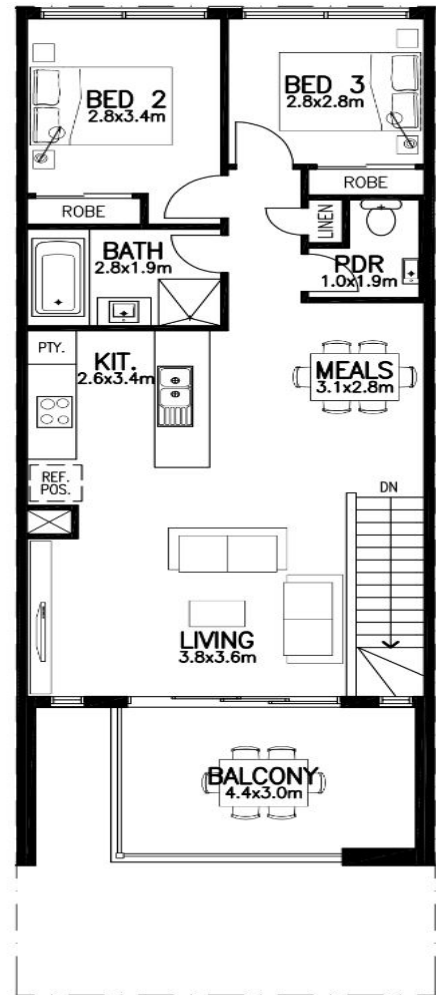 BED 2
2.8x3.4m
BED 3
2.8x2.8m
ROBE
ROBE
LINEN
BATH
2.8x1.9m
PDR
1.0x1.9m
PTY.
KIT.
2.6x3.4m
MEALS
3.1x2.8m
REF.
POS.
DN
LIVING
3.8x3.6m
BALCONY
4.4x3.0m